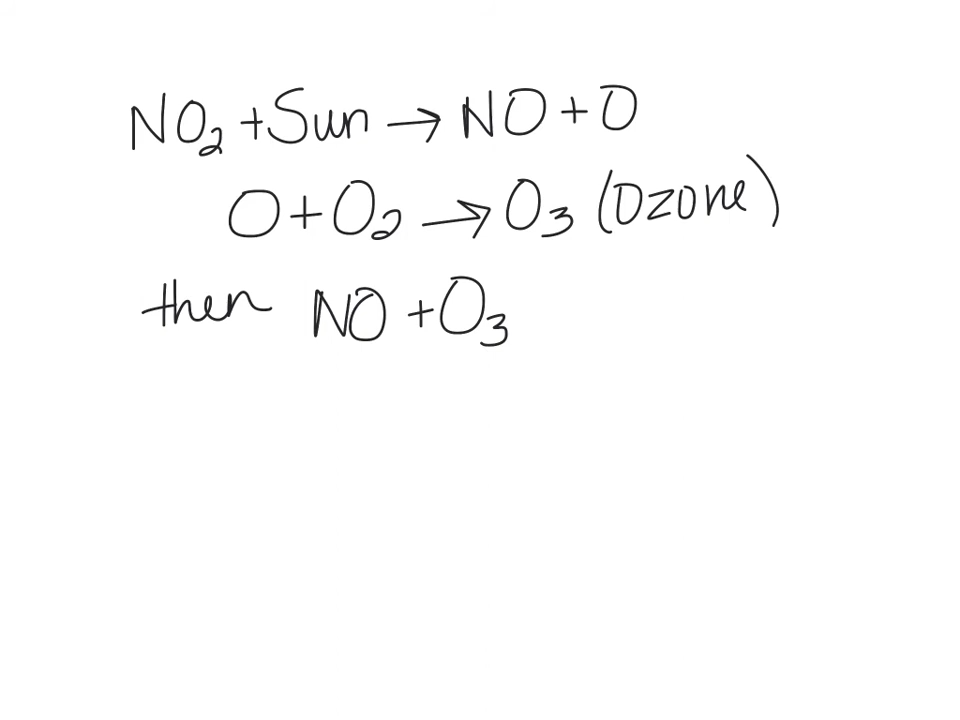 NO₂ + Sun → NO + O
O + O₂ → O₃ (Ozone)
then NO + O₃